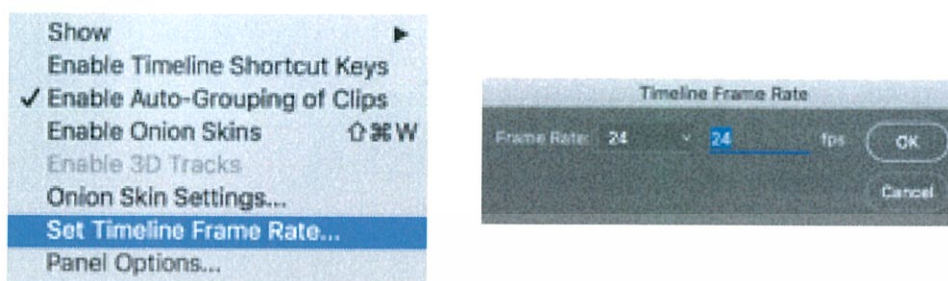 Show
Enable Timeline Shortcut Keys
✓ Enable Auto-Grouping of Clips
Enable Onion Skins ⇧⌘W
Enable 3D Tracks
Onion Skin Settings...
Set Timeline Frame Rate...
Panel Options...
Timeline Frame Rate
Frame Rate: 24 24 fps OK
Cancel